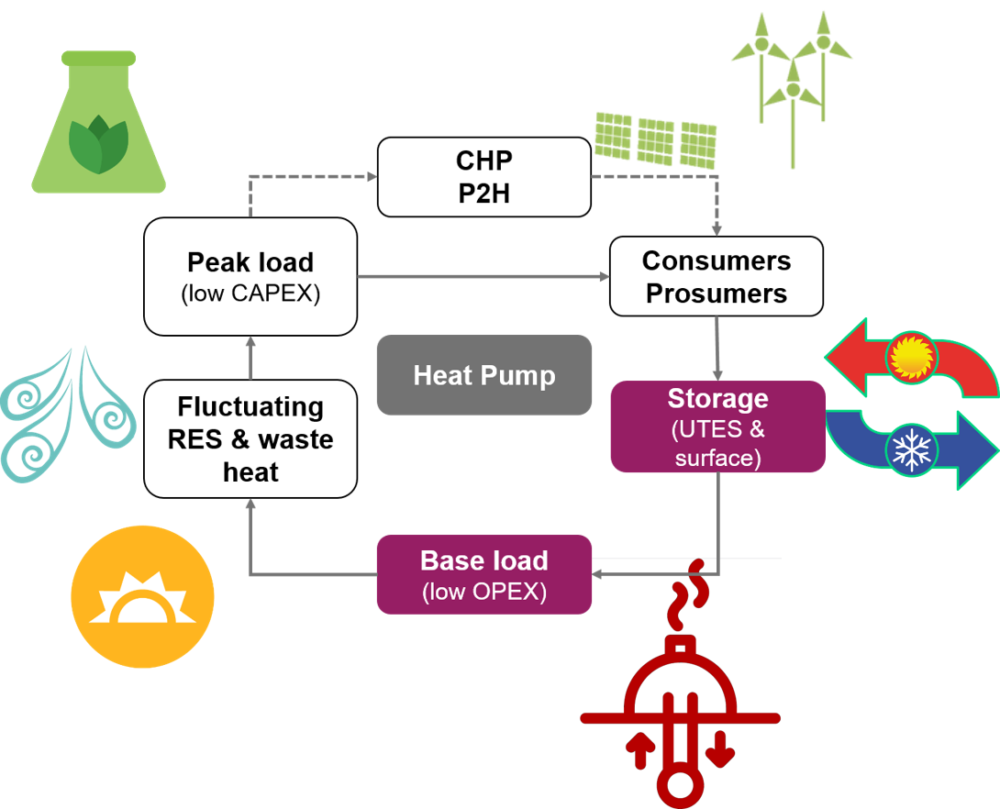 CHP
P2H
Peak load
(low CAPEX)
Consumers
Prosumers
Heat Pump
Fluctuating
RES & waste
heat
Storage
(UTES &
surface)
Base load
(low OPEX)